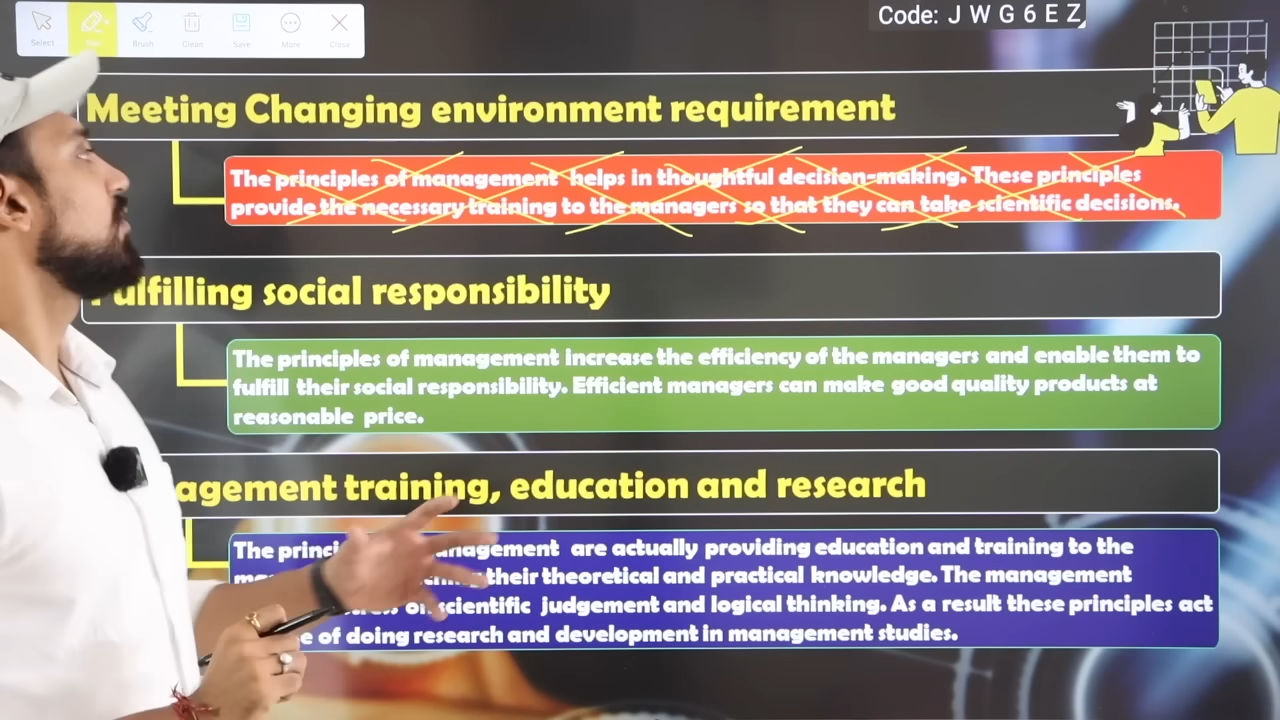 Select Pen Brush Clean Save More Close
Code: J W G 6 E Z
Meeting Changing environment requirement
The principles of management helps in thoughtful decision-making. These principles
provide the necessary training to the managers so that they can take scientific decisions.
Fulfilling social responsibility
The principles of management increase the efficiency of the managers and enable them to
fulfill their social responsibility. Efficient managers can make good quality products at
reasonable price.
agement training, education and research
The are actually providing education and training to the
their theoretical and practical knowledge. The management
scientific judgement and logical thinking. As a result these principles act
of doing research and development in management studies.